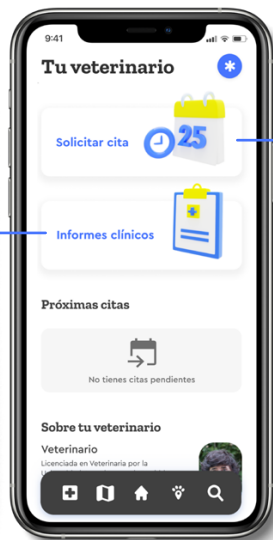 9:41
Tu veterinario
Solicitar cita
25
Informes clínicos
Próximas citas
No tienes citas pendientes
Sobre tu veterinario
Veterinario
Licenciada en Veterinaria por la